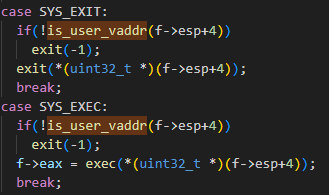 case SYS_EXIT:
if(!is_user_vaddr(f->esp+4))
exit(-1);
exit(*(uint32_t *)(f->esp+4));
break;
case SYS_EXEC:
if(!is_user_vaddr(f->esp+4))
exit(-1);
f->eax = exec(*(uint32_t *)(f->esp+4));
break;